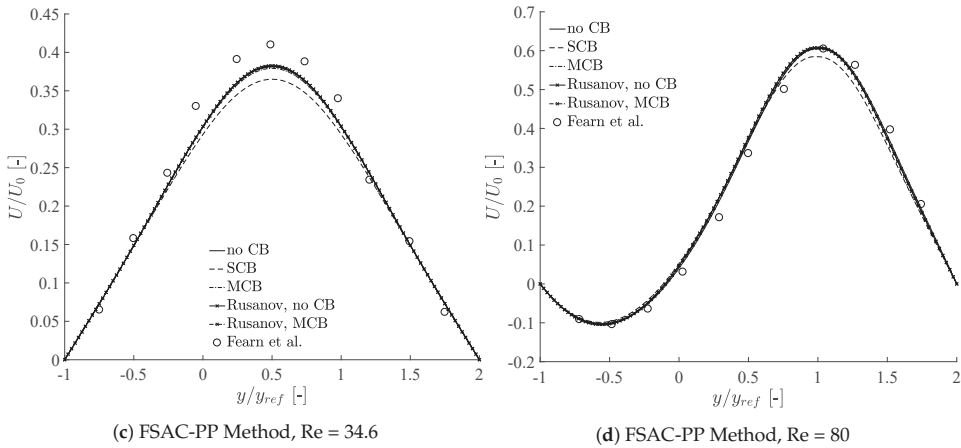 0.45
0.4
0.35
0.3
0.25
0.2
0.15
0.1
0.05
0
U/U0 [-]
no CB
SCB
MCB
Rusanov, no CB
Rusanov, MCB
Fearn et al.
-1 -0.5 0 0.5 1 1.5 2
y/yref [-]
(c) FSAC-PP Method, Re = 34.6
0.7
0.6
0.5
0.4
0.3
0.2
0.1
0
-0.1
-0.2
U/U0 [-]
no CB
SCB
MCB
Rusanov, no CB
Rusanov, MCB
Fearn et al.
-1 -0.5 0 0.5 1 1.5 2
y/yref [-]
(d) FSAC-PP Method, Re = 80